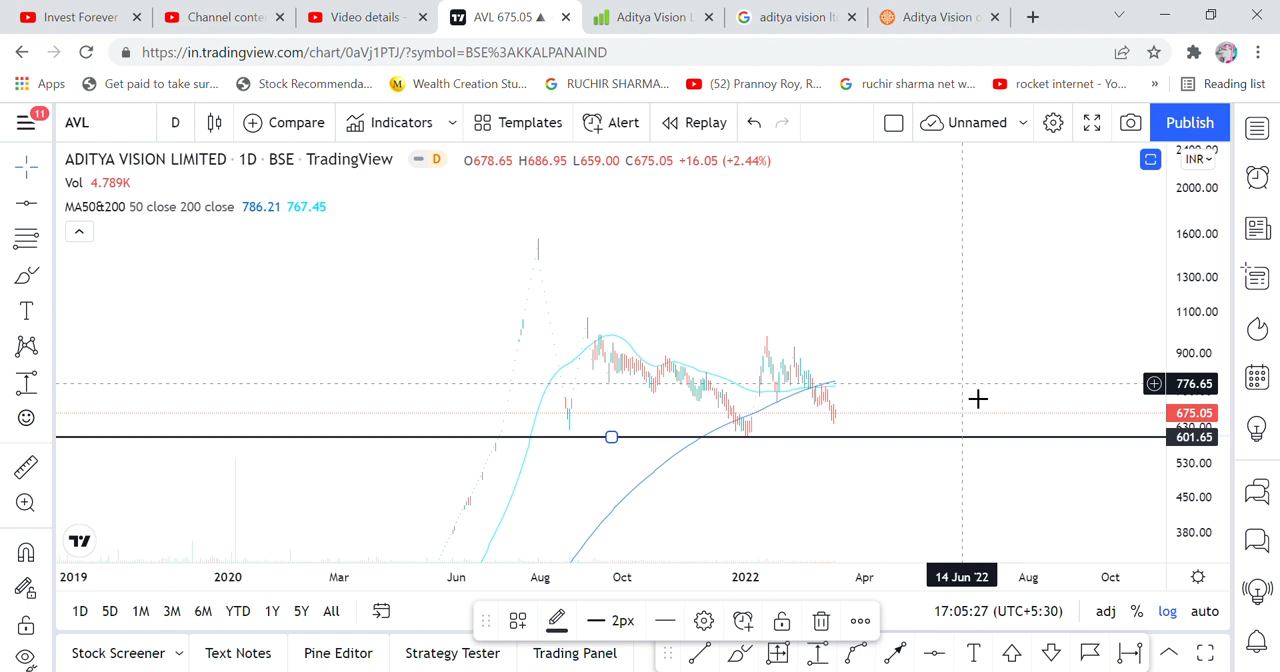 Invest Forever
Channel conte
Video details -
AVL 675.05 ▲
Aditya Vision L
aditya vision lt
Aditya Vision
https://in.tradingview.com/chart/0aVj1PTJ/?symbol=BSE%3AKKALPANAIND
Apps
Get paid to take sur...
Stock Recommenda...
Wealth Creation Stu...
RUCHIR SHARMA...
(52) Prannoy Roy, R...
ruchir sharma net w...
rocket internet - Yo...
»
Reading list
11
AVL
D
Compare
Indicators
Templates
Alert
Replay
Unnamed
Publish
ADITYA VISION LIMITED · 1D · BSE · TradingView
D
O678.65 H686.95 L659.00 C675.05 +16.05 (+2.44%)
INR
Vol 4.789K
MA50&200 50 close 200 close 786.21 767.45
2400.00
2000.00
1600.00
1300.00
1100.00
900.00
776.65
675.05
630.00
601.65
530.00
450.00
380.00
2019
2020
Mar
Jun
Aug
Oct
2022
Apr
14 Jun '22
Aug
Oct
1D
5D
1M
3M
6M
YTD
1Y
5Y
All
2px
17:05:27 (UTC+5:30)
adj
%
log
auto
Stock Screener
Text Notes
Pine Editor
Strategy Tester
Trading Panel